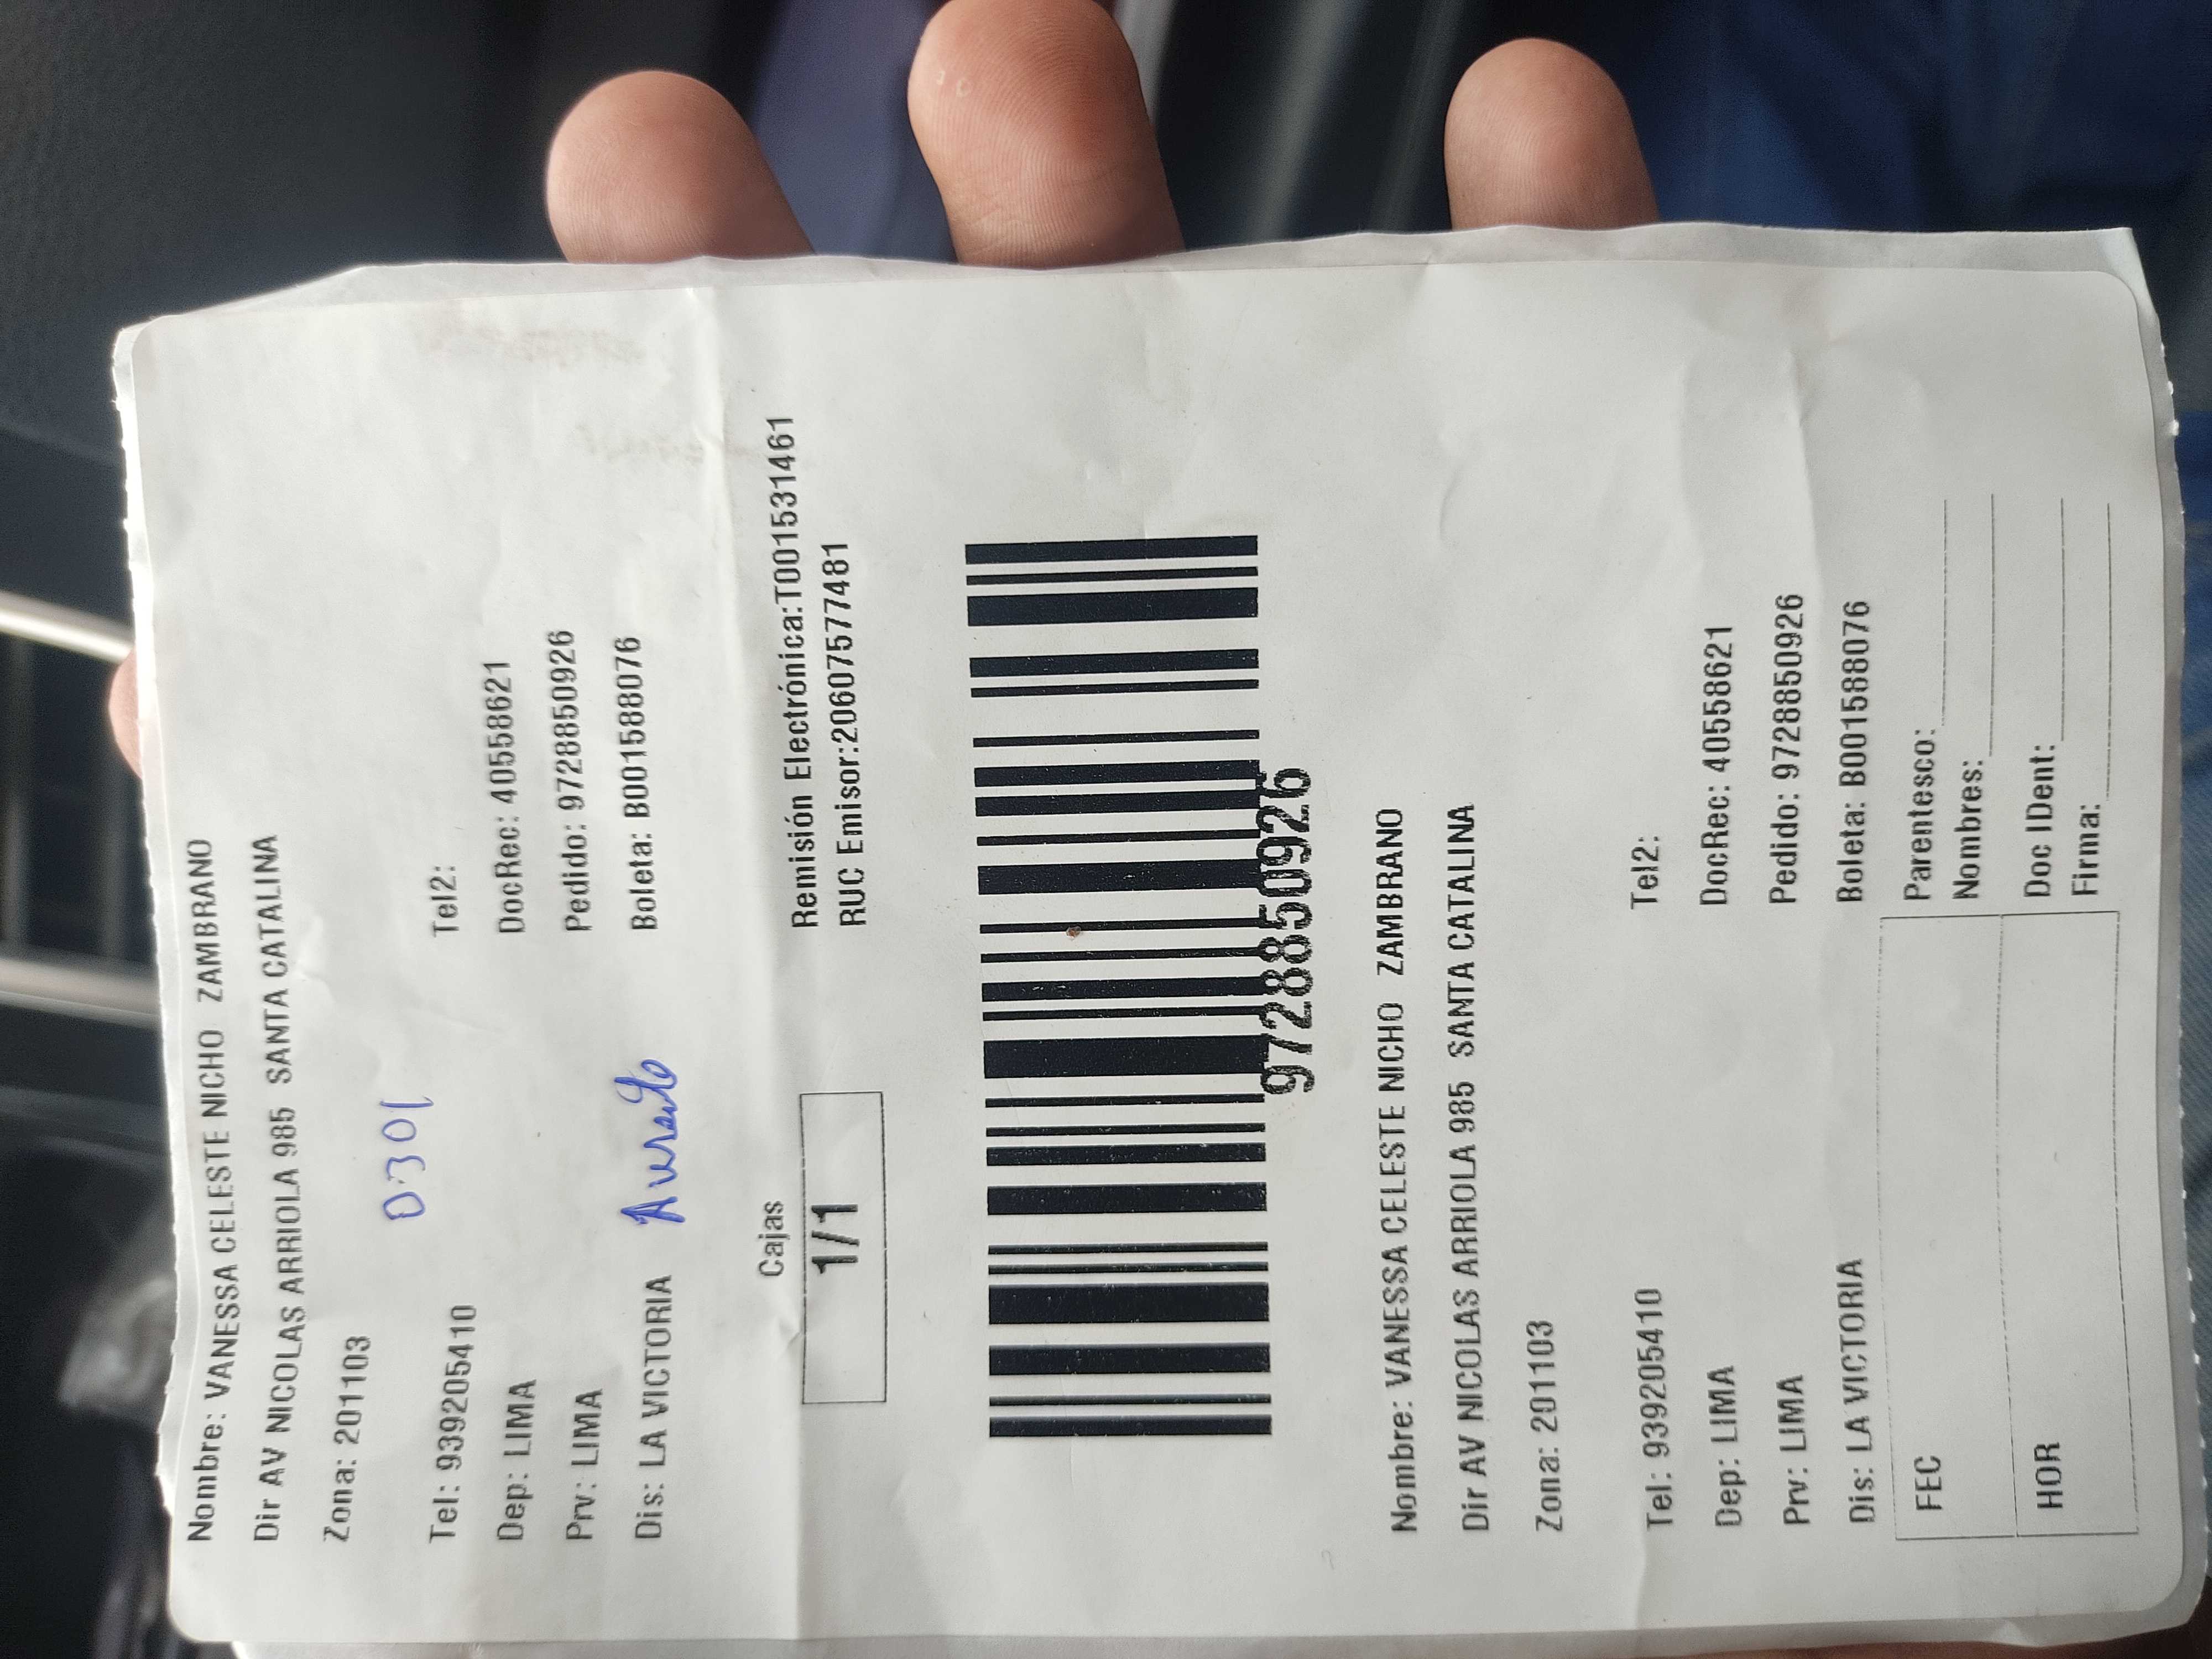 Nombre: VANESSA CELESTE NICHO ZAMBRANO
Dir AV NICOLAS ARRIOLA 985 SANTA CATALINA
Zona: 201103
D301
Tel: 939205410 Tel2:
Dep: LIMA DocRec: 40558621
Prv: LIMA Pedido: 9728850926
Dis: LA VICTORIA Boleta: B001588076
Cajas Remisión Electrónica:T001531461
1/1 RUC Emisor:20607577481
9728850926
Nombre: VANESSA CELESTE NICHO ZAMBRANO
Dir AV NICOLAS ARRIOLA 985 SANTA CATALINA
Zona: 201103
Tel: 939205410 Tel2:
Dep: LIMA DocRec: 40558621
Prv: LIMA Pedido: 9728850926
Dis: LA VICTORIA Boleta: B001588076
FEC Parentesco:
Nombres:
HOR Doc IDent:
Firma: